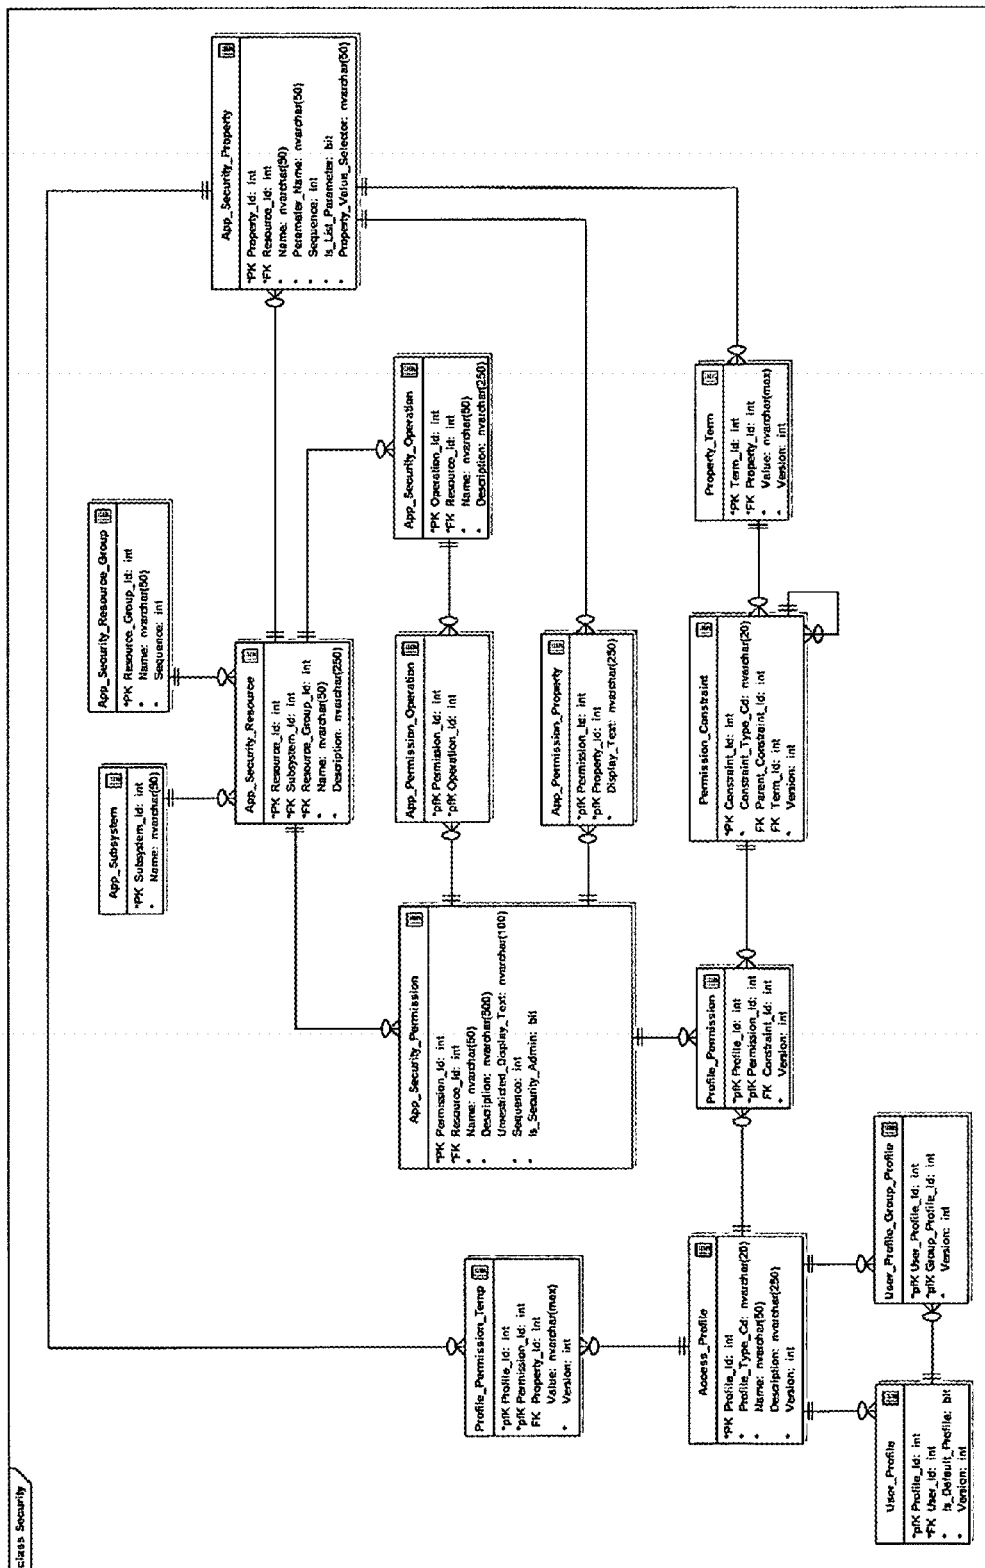 class Security
App_Security_Property
*PK Property_Id: int
*FK Resource_Id: int
* Name: nvarchar(50)
* Parameter_Name: nvarchar(50)
* Sequence: int
* Is_List_Parameter: bit
* Property_Value_Selector: nvarchar(50)
App_Security_Resource_Group
*PK Resource_Group_Id: int
* Name: nvarchar(50)
* Sequence: int
App_Subsystem
*PK Subsystem_Id: int
* Name: nvarchar(50)
App_Security_Resource
*PK Resource_Id: int
*FK Subsystem_Id: int
*FK Resource_Group_Id: int
* Name: nvarchar(50)
* Description: nvarchar(250)
App_Security_Operation
*PK Operation_Id: int
*FK Resource_Id: int
* Name: nvarchar(50)
* Description: nvarchar(250)
App_Permission_Operation
*pfK Permission_Id: int
*pfK Operation_Id: int
App_Permission_Property
*pfK Permission_Id: int
*pfK Property_Id: int
* Display_Text: nvarchar(250)
Property_Term
*PK Term_Id: int
*FK Property_Id: int
* Value: nvarchar(max)
* Version: int
Permission_Constraint
*PK Constraint_Id: int
* Constraint_Type_Cd: nvarchar(20)
FK Parent_Constraint_Id: int
FK Term_Id: int
* Version: int
App_Security_Permission
*PK Permission_Id: int
*FK Resource_Id: int
* Name: nvarchar(50)
* Description: nvarchar(500)
Unrestricted_Display_Text: nvarchar(100)
* Sequence: int
* Is_Security_Admin: bit
Profile_Permission
*pfK Profile_Id: int
*pfK Permission_Id: int
FK Constraint_Id: int
* Version: int
Profile_Permission_Temp
*pfK Profile_Id: int
*pfK Permission_Id: int
FK Property_Id: int
Value: nvarchar(max)
* Version: int
Access_Profile
*PK Profile_Id: int
* Profile_Type_Cd: nvarchar(20)
* Name: nvarchar(50)
Description: nvarchar(250)
* Version: int
User_Profile_Group_Profile
*pfK User_Profile_Id: int
*pfK Group_Profile_Id: int
* Version: int
User_Profile
*pfK Profile_Id: int
*FK User_Id: int
* Is_Default_Profile: bit
* Version: int